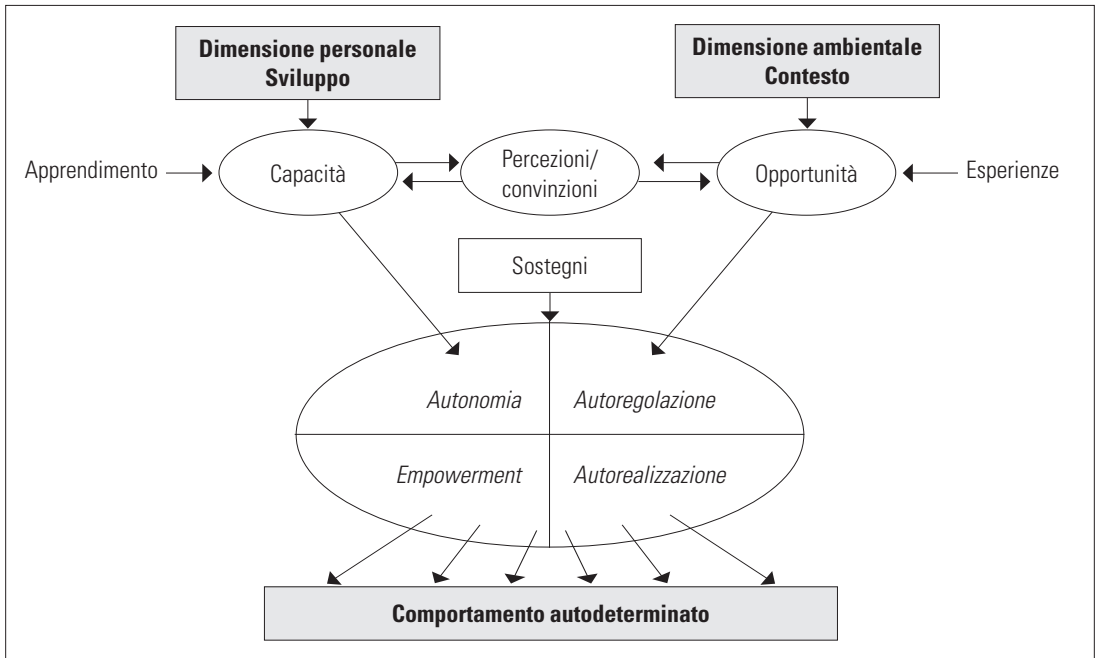 Dimensione personale
Sviluppo
Dimensione ambientale
Contesto
Apprendimento
Capacità
Percezioni/
convinzioni
Opportunità
Esperienze
Sostegni
Autonomia
Autoregolazione
Empowerment
Autorealizzazione
Comportamento autodeterminato